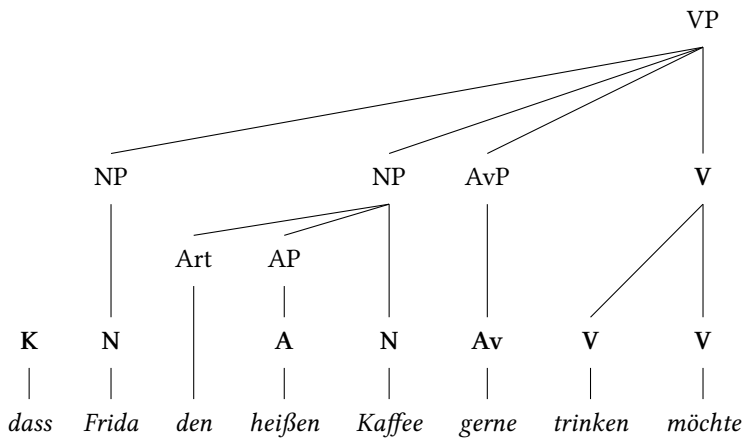 VP
NP NP AvP V
Art AP
K N A N Av V V
dass Frida den heißen Kaffee gerne trinken möchte